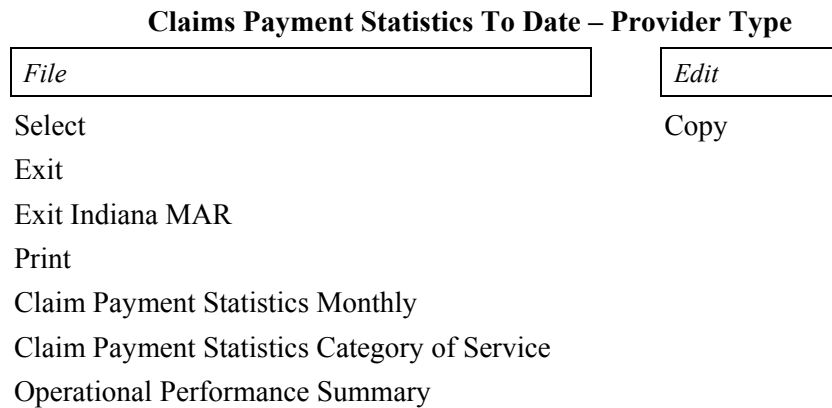 Claims Payment Statistics To Date – Provider Type
File Edit
Select Copy
Exit
Exit Indiana MAR
Print
Claim Payment Statistics Monthly
Claim Payment Statistics Category of Service
Operational Performance Summary